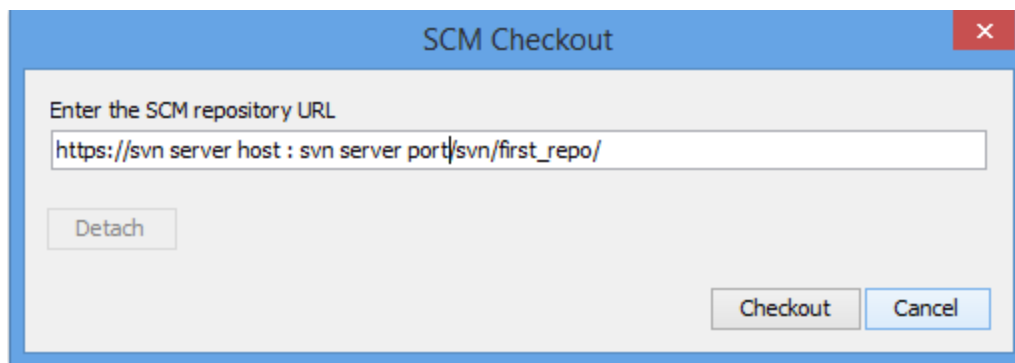 SCM Checkout
Enter the SCM repository URL
https://svn server host : svn server port/svn/first_repo/
Detach
Checkout Cancel